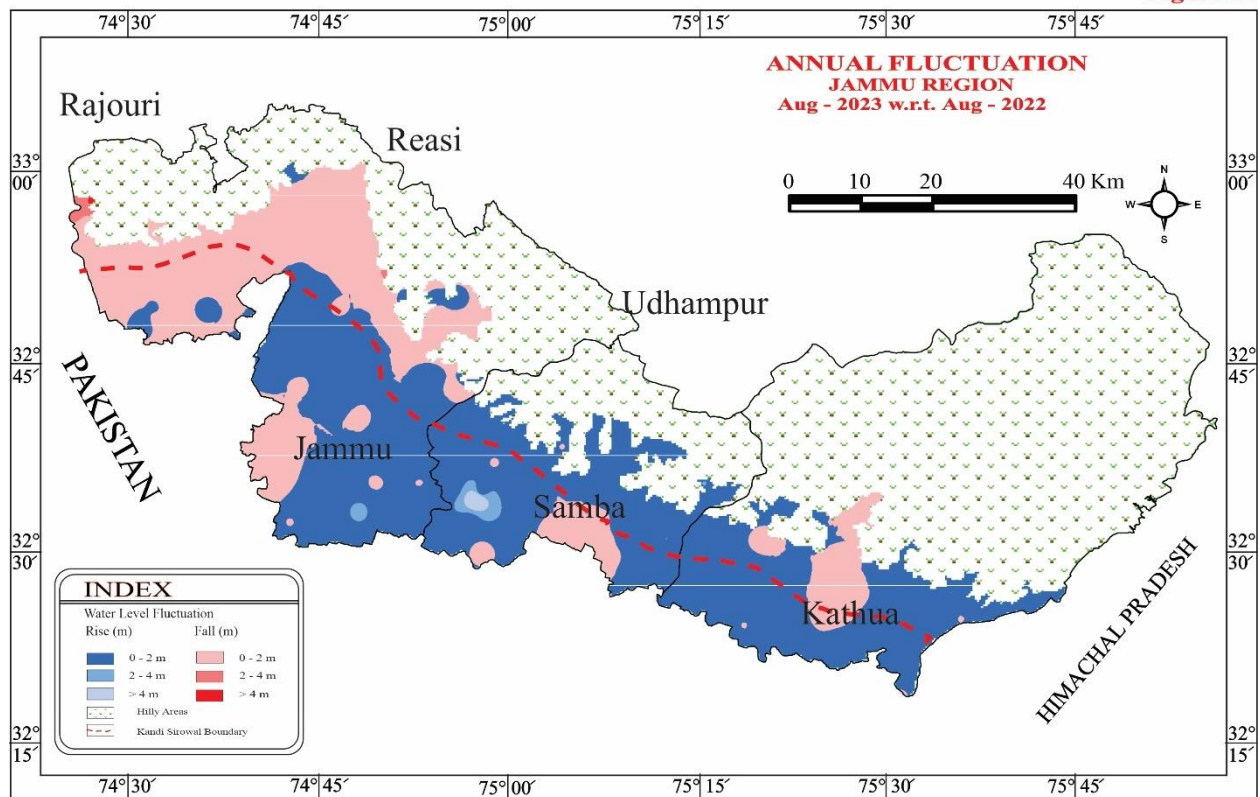 74° 30′ 74° 45′ 75° 00′ 75° 15′ 75° 30′ 75° 45′
ANNUAL FLUCTUATION
JAMMU REGION
Aug - 2023 w.r.t. Aug - 2022
Rajouri
Reasi
33° 00′
33° 00′
0 10 20 40 Km
N
W E
S
Udhampur
32° 45′
32° 45′
PAKISTAN
Jammu
Samba
32° 30′
32° 30′
Kathua
HIMACHAL PRADESH
INDEX
Water Level Fluctuation
Rise (m) Fall (m)
0 - 2 m 0 - 2 m
2 - 4 m 2 - 4 m
> 4 m > 4 m
Hilly Areas
Kandi Sirowal Boundary
32° 15′
32° 15′
74° 30′ 74° 45′ 75° 00′ 75° 15′ 75° 30′ 75° 45′